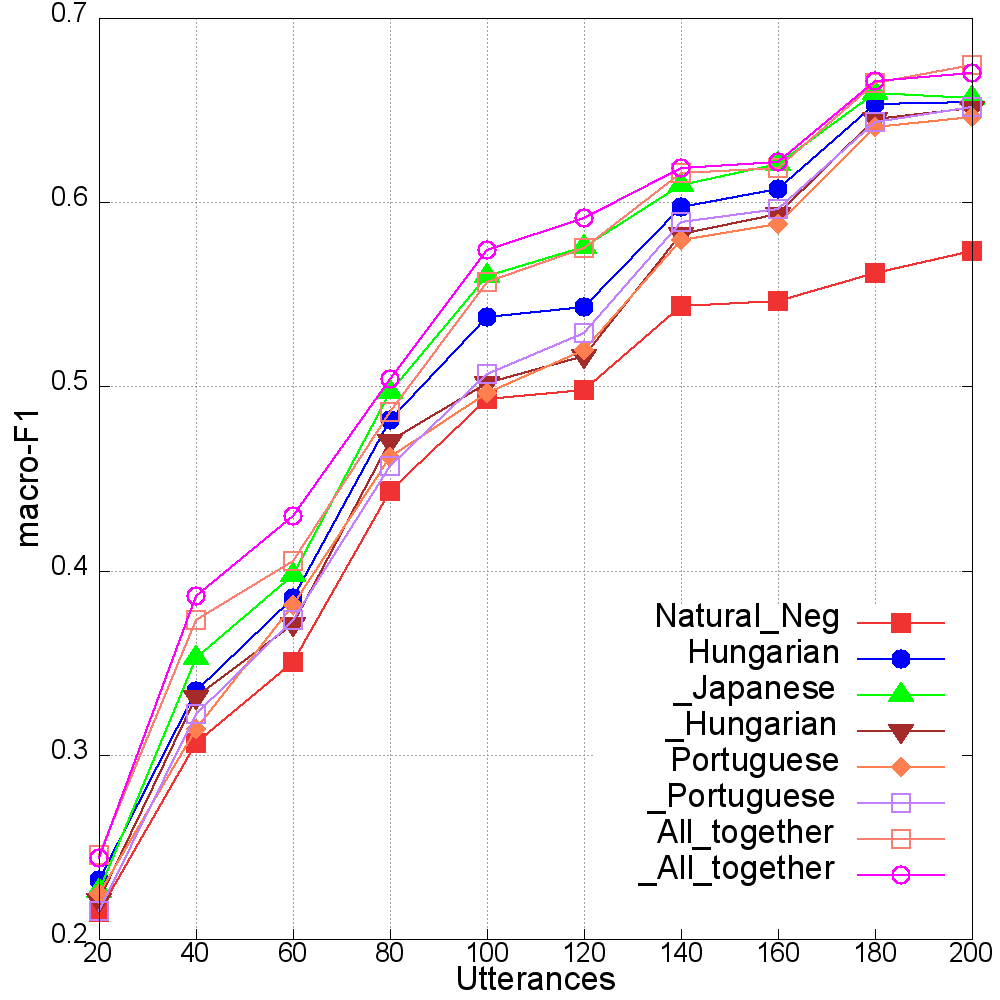 0.7
0.6
0.5
0.4
0.3
0.2
macro-F1
Natural_Neg
Hungarian
_Japanese
_Hungarian
Portuguese
_Portuguese
All_together
_All_together
20 40 60 80 100 120 140 160 180 200
Utterances